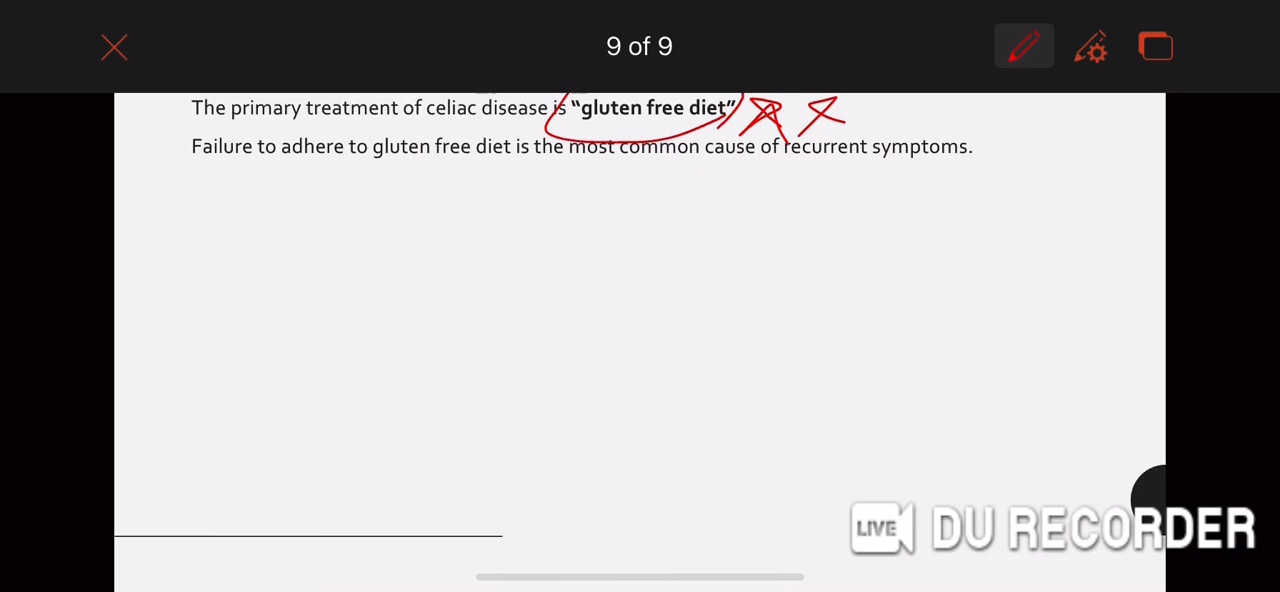 9 of 9
The primary treatment of celiac disease is “gluten free diet”
Failure to adhere to gluten free diet is the most common cause of recurrent symptoms.
LIVE DU RECORDER